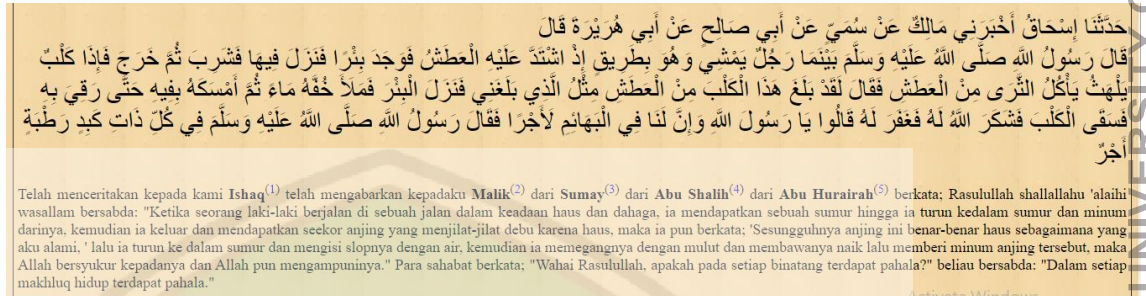 حَدَّثَنَا إِسْحَاقُ أَخْبَرَنِي مَالِكٌ عَنْ سُمَيّ عَنْ أَبِي صَالِحٍ عَنْ أَبِي هُرَيْرَةَ قَالَ
قَالَ رَسُولُ اللهِ صَلَّى اللهُ عَلَيْهِ وَسَلَّمَ بَيْنَمَا رَجُلٌ يَمْشِي وَهُوَ بِطَرِيقٍ إِذْ اشْتَدَّ عَلَيْهِ الْعَطَشُ فَوَجَدَ بِئْرًا فَنَزَلَ فِيهَا فَشَرِبَ ثُمَّ خَرَجَ فَإِذَا كَلْبٌ
يَلْهَثُ يَأْكُلُ الثَّرَى مِنْ الْعَطَشِ فَقَالَ لَقَدْ بَلَغَ هَذَا الْكَلْبَ مِنْ الْعَطَشِ مِثْلُ الَّذِي بَلَغَنِي فَنَزَلَ الْبِئْرَ فَمَلَأَ خُفَّهُ مَاءً ثُمَّ أَمْسَكَهُ بِفِيهِ حَتَّى رَقِيَ بِهِ
فَسَقَى الْكَلْبَ فَشَكَرَ اللهُ لَهُ فَغَفَرَ لَهُ قَالُوا يَا رَسُولَ اللهِ وَإِنَّ لَنَا فِي الْبَهَائِمِ لَأَجْرًا فَقَالَ رَسُولُ اللهِ صَلَّى اللهُ عَلَيْهِ وَسَلَّمَ فِي كُلِّ ذَاتِ كَبِدٍ رَطْبَةٍ
أَجْرٌ
Telah menceritakan kepada kami Ishaq(1) telah mengabarkan kepadaku Malik(2) dari Sumay(3) dari Abu Shalih(4) dari Abu Hurairah(5) berkata; Rasulullah shallallahu 'alaihi
wasallam bersabda: "Ketika seorang laki-laki berjalan di sebuah jalan dalam keadaan haus dan dahaga, ia mendapatkan sebuah sumur hingga ia turun kedalam sumur dan minum
darinya, kemudian ia keluar dan mendapatkan seekor anjing yang menjilat-jilat debu karena haus, maka ia pun berkata; 'Sesungguhnya anjing ini benar-benar haus sebagaimana yang
aku alami, ' lalu ia turun ke dalam sumur dan mengisi slopnya dengan air, kemudian ia memegangnya dengan mulut dan membawanya naik lalu memberi minum anjing tersebut, maka
Allah bersyukur kepadanya dan Allah pun mengampuninya." Para sahabat berkata; "Wahai Rasulullah, apakah pada setiap binatang terdapat pahala?" beliau bersabda: "Dalam setiap
makhluq hidup terdapat pahala."
UNIVERSITY